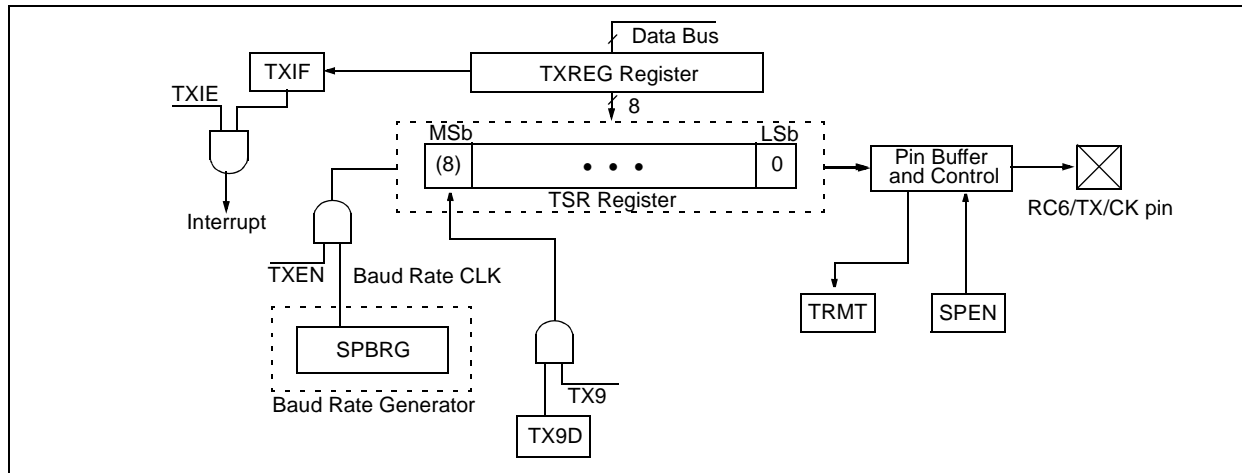 Data Bus
TXIF
TXREG Register
TXIE
8
MSb
LSb
(8)
• • •
0
Pin Buffer
and Control
TSR Register
Interrupt
RC6/TX/CK pin
TXEN
Baud Rate CLK
TRMT
SPEN
SPBRG
TX9
Baud Rate Generator
TX9D